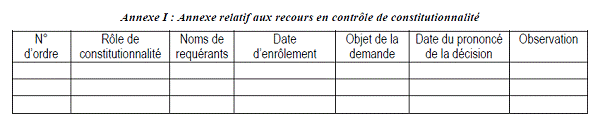 Annexe I : Annexe relatif aux recours en contrôle de constitutionnalité
N° d'ordre
Rôle de constitutionnalité
Noms de requérants
Date d'enrôlement
Objet de la demande
Date du prononcé de la décision
Observation